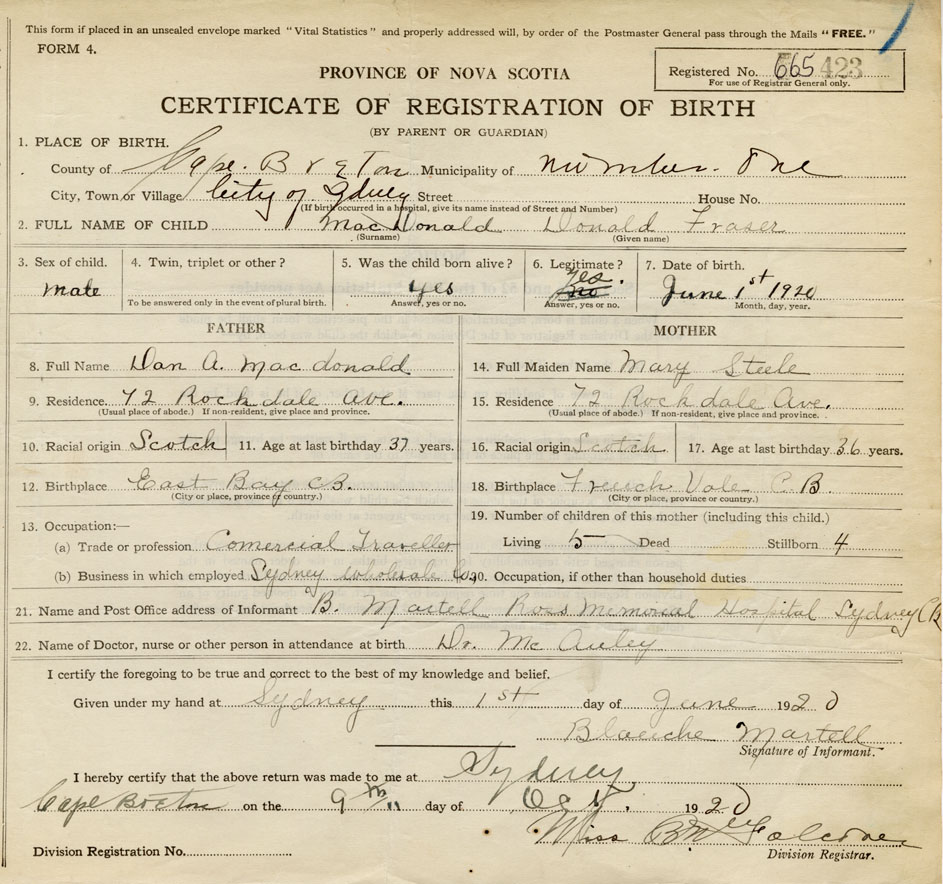 This form if placed in an unsealed envelope marked "Vital Statistics" and properly addressed will, by order of the Postmaster General pass through the Mails "FREE."
FORM 4.
Registered No. 665 423
For use of Registrar General only.
PROVINCE OF NOVA SCOTIA
CERTIFICATE OF REGISTRATION OF BIRTH
(BY PARENT OR GUARDIAN)
1. PLACE OF BIRTH.
County of Cape. Breton Municipality of number. One
City, Town, or Village City of Sydney Street House No.
(If birth occurred in a hospital, give its name instead of Street and Number)
2. FULL NAME OF CHILD MacDonald Donald Fraser
(Surname) (Given name)
3. Sex of child. 4. Twin, triplet or other? 5. Was the child born alive? 6. Legitimate? 7. Date of birth.
male yes yes. no June 1st 1920
To be answered only in the event of plural birth. Answer, yes or no. Answer, yes or no. Month, day, year.
FATHER MOTHER
8. Full Name Dan A. Macdonald 14. Full Maiden Name Mary Steele
9. Residence. 72 Rockdale Ave. 15. Residence 72 Rockdale Ave.
(Usual place of abode.) If non-resident, give place and province. (Usual place of abode.) If non-resident, give place and province.
10. Racial origin Scotch 11. Age at last birthday 37 years. 16. Racial origin Scotch 17. Age at last birthday 36 years.
12. Birthplace East Bay CB. 18. Birthplace French Vale C.B.
(City or place, province or country.) (City or place, province or country.)
13. Occupation:— 19. Number of children of this mother (including this child.)
(a) Trade or profession Comercial Traveller Living 5 Dead Stillborn 4
(b) Business in which employed Sydney wholesale Co. 20. Occupation, if other than household duties
21. Name and Post Office address of Informant B. Martell Ross Memorial Hospital Sydney CB
22. Name of Doctor, nurse or other person in attendance at birth Dr. McAuley
I certify the foregoing to be true and correct to the best of my knowledge and belief.
Given under my hand at Sydney this 1st day of June 1920
Blanche Martell
Signature of Informant.
I hereby certify that the above return was made to me at Sydney
Cape Breton on the 9th day of 1920
Miss
Division Registration No. Division Registrar.